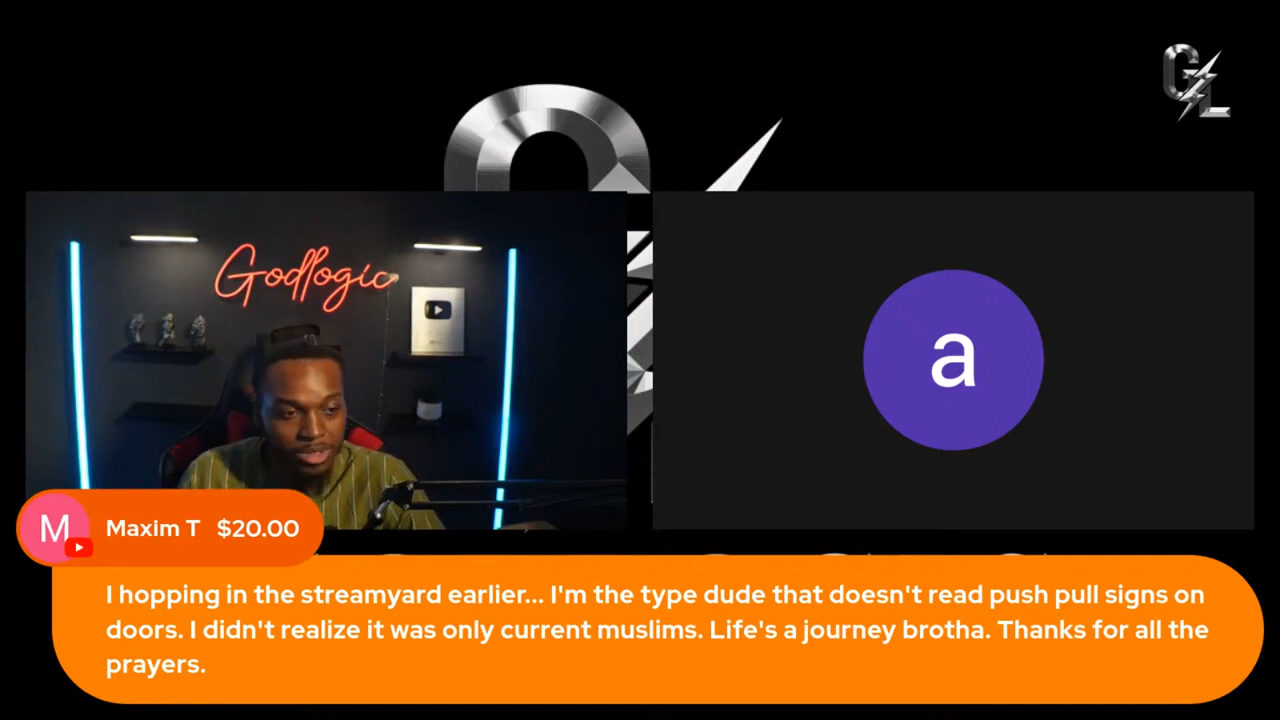 GL
Godlogic
a
M
Maxim T $20.00
I hopping in the streamyard earlier... I'm the type dude that doesn't read push pull signs on
doors. I didn't realize it was only current muslims. Life's a journey brotha. Thanks for all the
prayers.